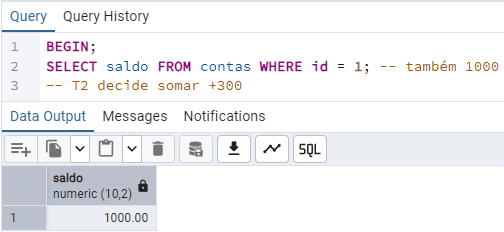 Query Query History
1 BEGIN;
2 SELECT saldo FROM contas WHERE id = 1; -- também 1000
3 -- T2 decide somar +300
Data Output Messages Notifications
SQL
saldo
numeric (10,2)
1 1000.00